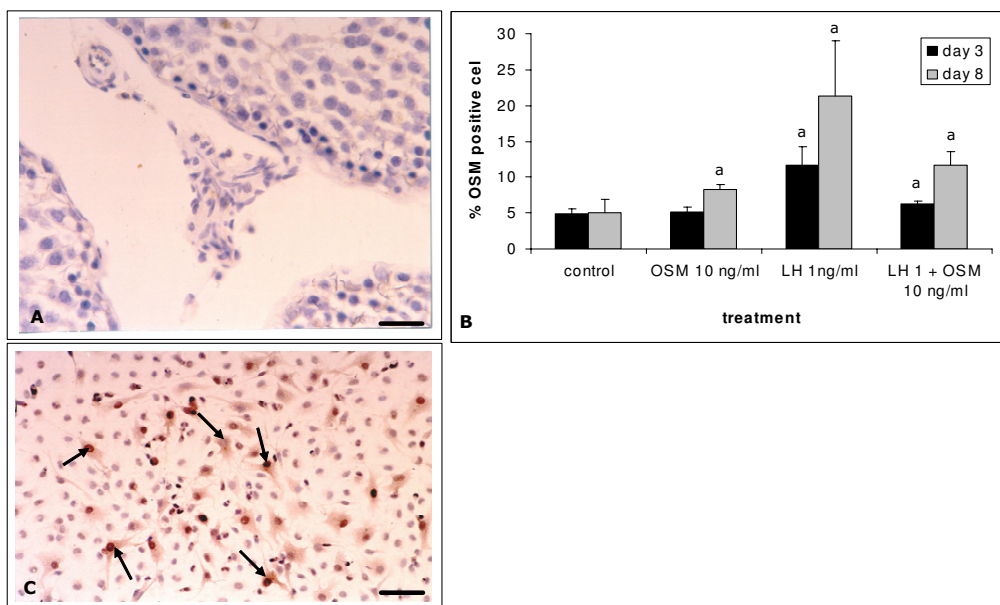 A
30
25
20
15
10
5
0
% OSM positive cel
a
a
a
a
a
day 3
day 8
control
OSM 10 ng/ml
LH 1ng/ml
LH 1 + OSM
10 ng/ml
treatment
B
C